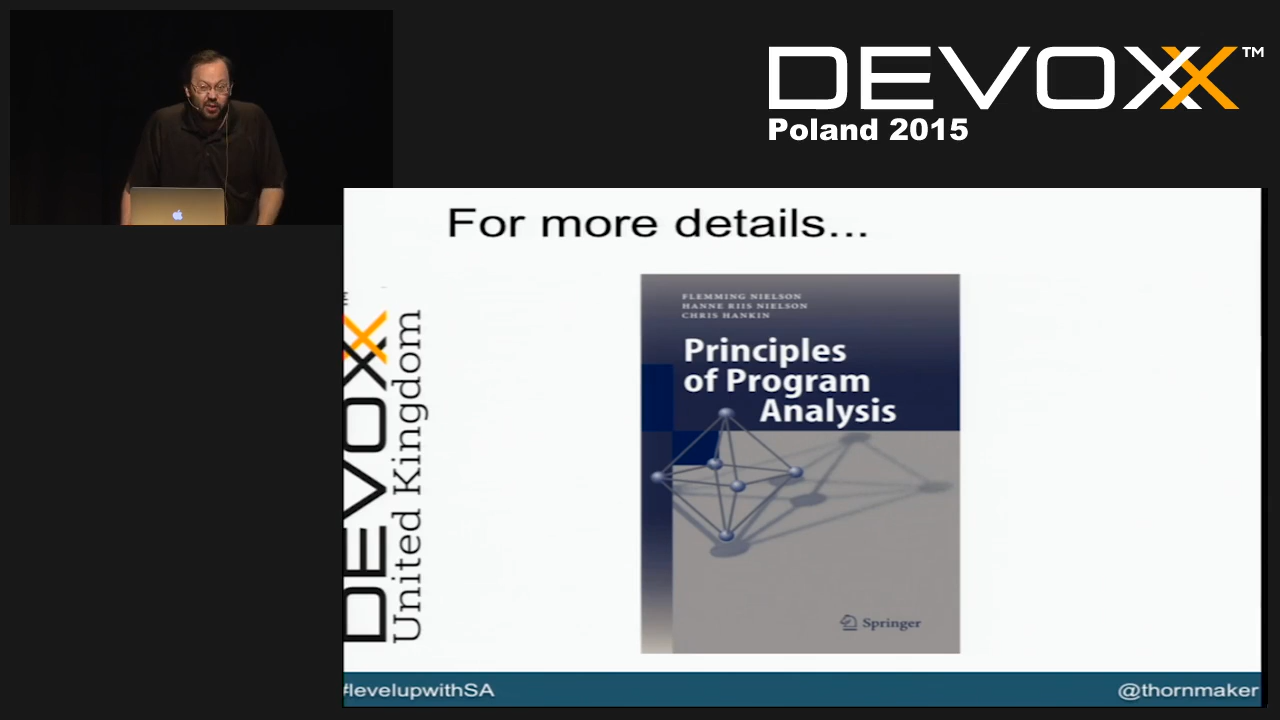 DEVOXX™
Poland 2015
For more details...
FLEMMING NIELSON
HANNE RIIS NIELSON
CHRIS HANKIN
Principles
of Program
Analysis
Springer
DEVOXX™
United Kingdom
#levelupwithSA
@thornmaker